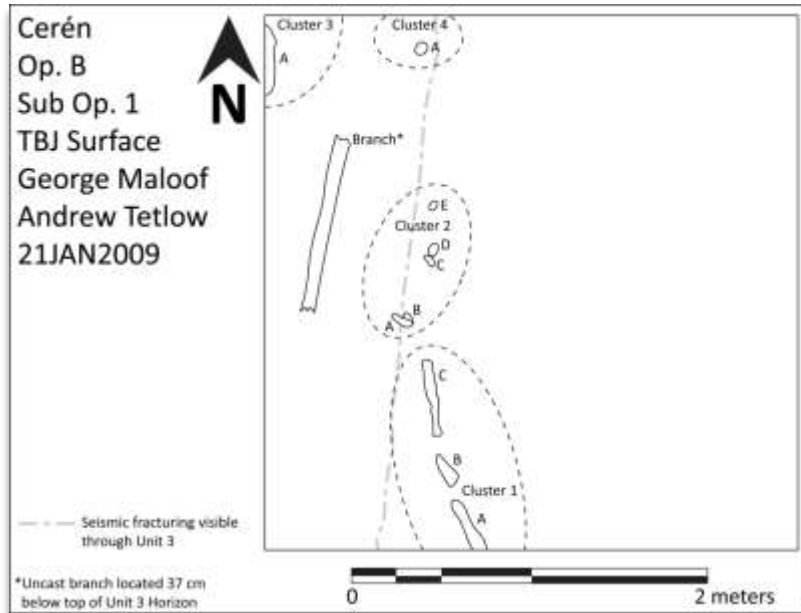 Cerén
Op. B
Sub Op. 1
TBJ Surface
George Maloof
Andrew Tetlow
21JAN2009
N
Cluster 3
A
Cluster 4
A
Branch*
E
Cluster 2
D
C
B
A
C
B
Cluster 1
A
Seismic fracturing visible
through Unit 3
*Uncast branch located 37 cm
below top of Unit 3 Horizon
0
2 meters